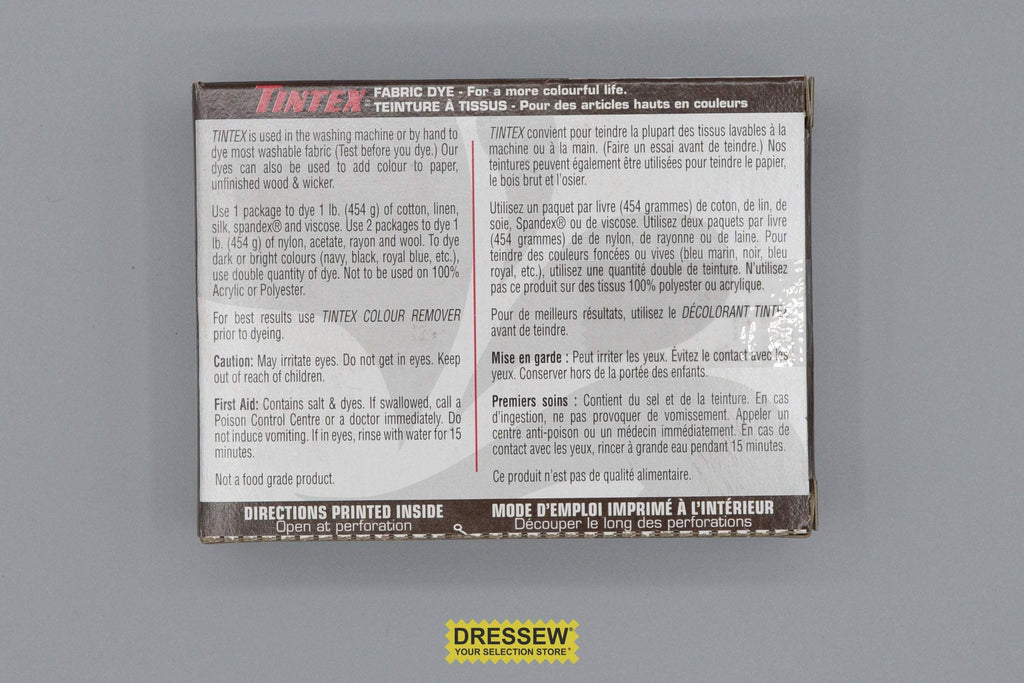 TINTEX FABRIC DYE - For a more colourful life.
TEINTURE À TISSUS - Pour des articles hauts en couleurs
TINTEX is used in the washing machine or by hand to
dye most washable fabric (Test before you dye.) Our
dyes can also be used to add colour to paper,
unfinished wood & wicker.
Use 1 package to dye 1 lb. (454 g) of cotton, linen,
silk, spandex® and viscose. Use 2 packages to dye 1
lb. (454 g) of nylon, acetate, rayon and wool. To dye
dark or bright colours (navy, black, royal blue, etc.),
use double quantity of dye. Not to be used on 100%
Acrylic or Polyester.
For best results use TINTEX COLOUR REMOVER
prior to dyeing.
Caution: May irritate eyes. Do not get in eyes. Keep
out of reach of children.
First Aid: Contains salt & dyes. If swallowed, call a
Poison Control Centre or a doctor immediately. Do
not induce vomiting. If in eyes, rinse with water for 15
minutes.
Not a food grade product.
TINTEX convient pour teindre la plupart des tissus lavables à la
machine ou à la main. (Faire un essai avant de teindre.) Nos
teintures peuvent également être utilisées pour teindre le papier,
le bois brut et l'osier.
Utilisez un paquet par livre (454 grammes) de coton, de lin, de
soie, Spandex® ou de viscose. Utilisez deux paquets par livre
(454 grammes) de de nylon, de rayonne ou de laine. Pour
teindre des couleurs foncées ou vives (bleu marin, noir, bleu
royal, etc.), utilisez une quantité double de teinture. N'utilisez
pas ce produit sur des tissus 100% polyester ou acrylique.
Pour de meilleurs résultats, utilisez le DÉCOLORANT TINTEX
avant de teindre.
Mise en garde : Peut irriter les yeux. Évitez le contact avec les
yeux. Conserver hors de la portée des enfants.
Premiers soins : Contient du sel et de la teinture. En cas
d'ingestion, ne pas provoquer de vomissement. Appeler un
centre anti-poison ou un médecin immédiatement. En cas de
contact avec les yeux, rincer à grande eau pendant 15 minutes.
Ce produit n'est pas de qualité alimentaire.
DIRECTIONS PRINTED INSIDE
Open at perforation
MODE D'EMPLOI IMPRIMÉ À L'INTÉRIEUR
Découper le long des perforations
DRESSEW®
YOUR SELECTION STORE®